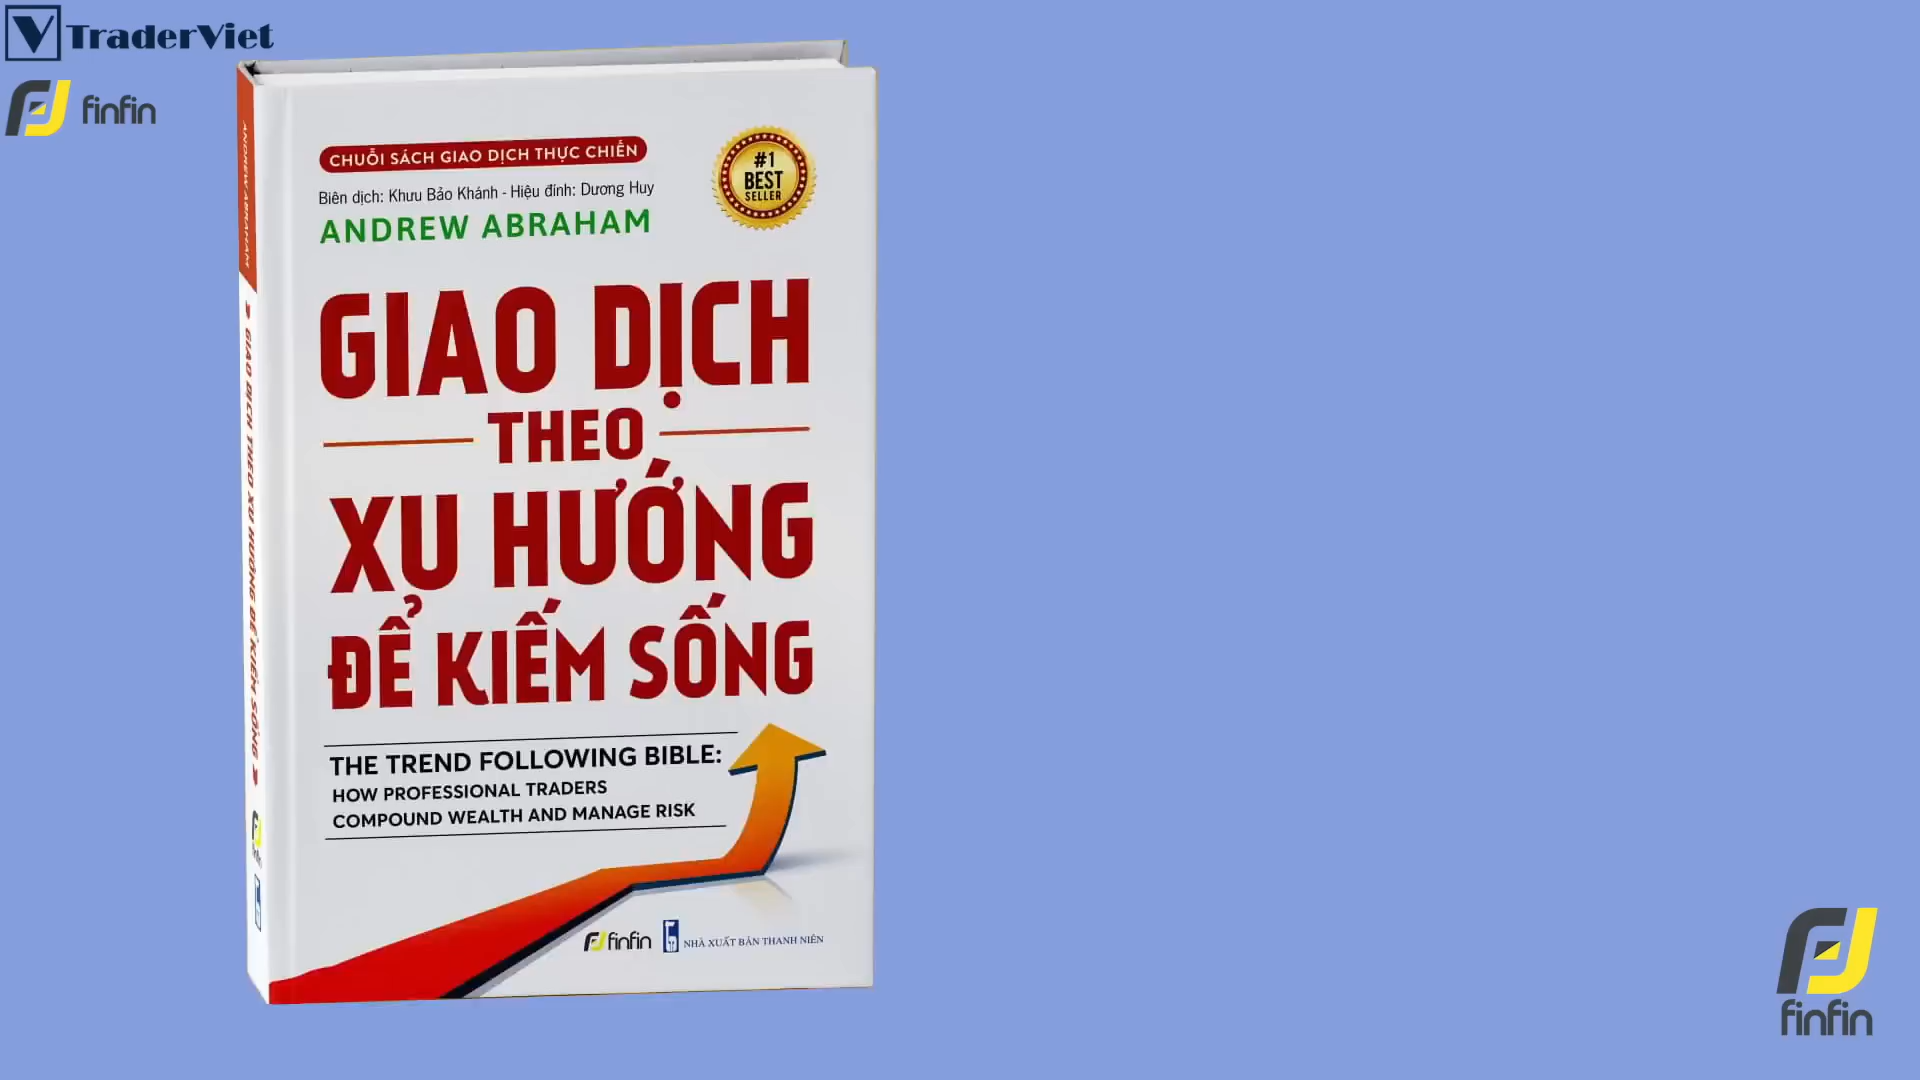 TraderViet
finfin
CHUỖI SÁCH GIAO DỊCH THỰC CHIẾN
Biên dịch: Khưu Bảo Khánh - Hiệu đính: Dương Huy
ANDREW ABRAHAM
#1
BEST
SELLER
GIAO DỊCH
THEO
XU HƯỚNG
ĐỂ KIẾM SỐNG
THE TREND FOLLOWING BIBLE:
HOW PROFESSIONAL TRADERS
COMPOUND WEALTH AND MANAGE RISK
finfin NHÀ XUẤT BẢN THANH NIÊN
ANDREW ABRAHAM
GIAO DỊCH THEO XU HƯỚNG ĐỂ KIẾM SỐNG
finfin
finfin